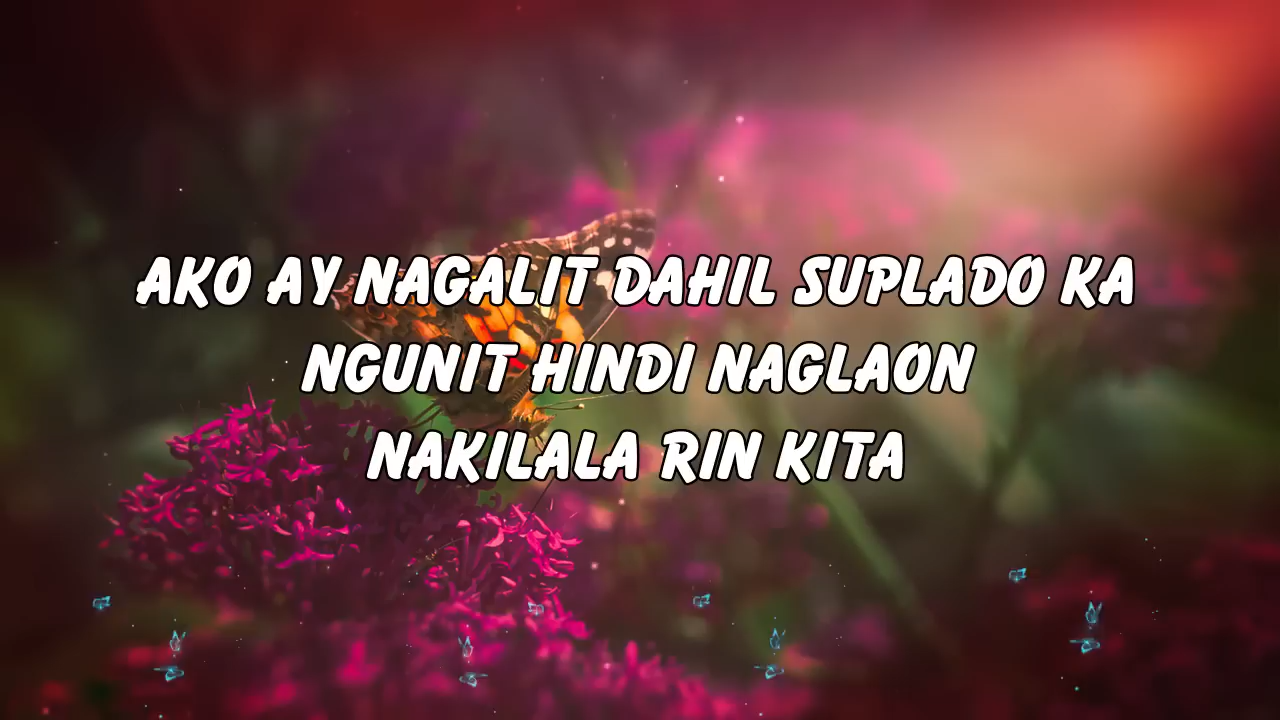 AKO AY NAGALIT DAHIL SUPLADO KA
NGUNIT HINDI NAGLAON
NAKILALA RIN KITA